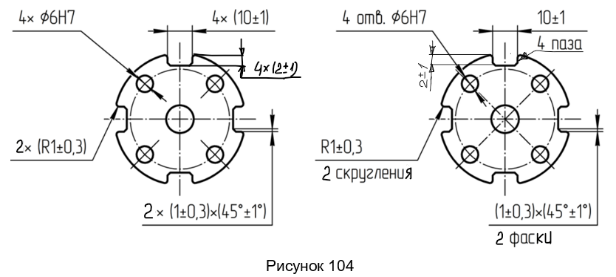 4× ϕ6H7
4× (10±1)
4×(2±1)
2× (R1±0,3)
2× (1±0,3)×(45°±1°)
4 отв. ϕ6H7
10±1
4 паза
2±1
R1±0,3
2 скругления
(1±0,3)×(45°±1°)
2 фаски
Рисунок 104